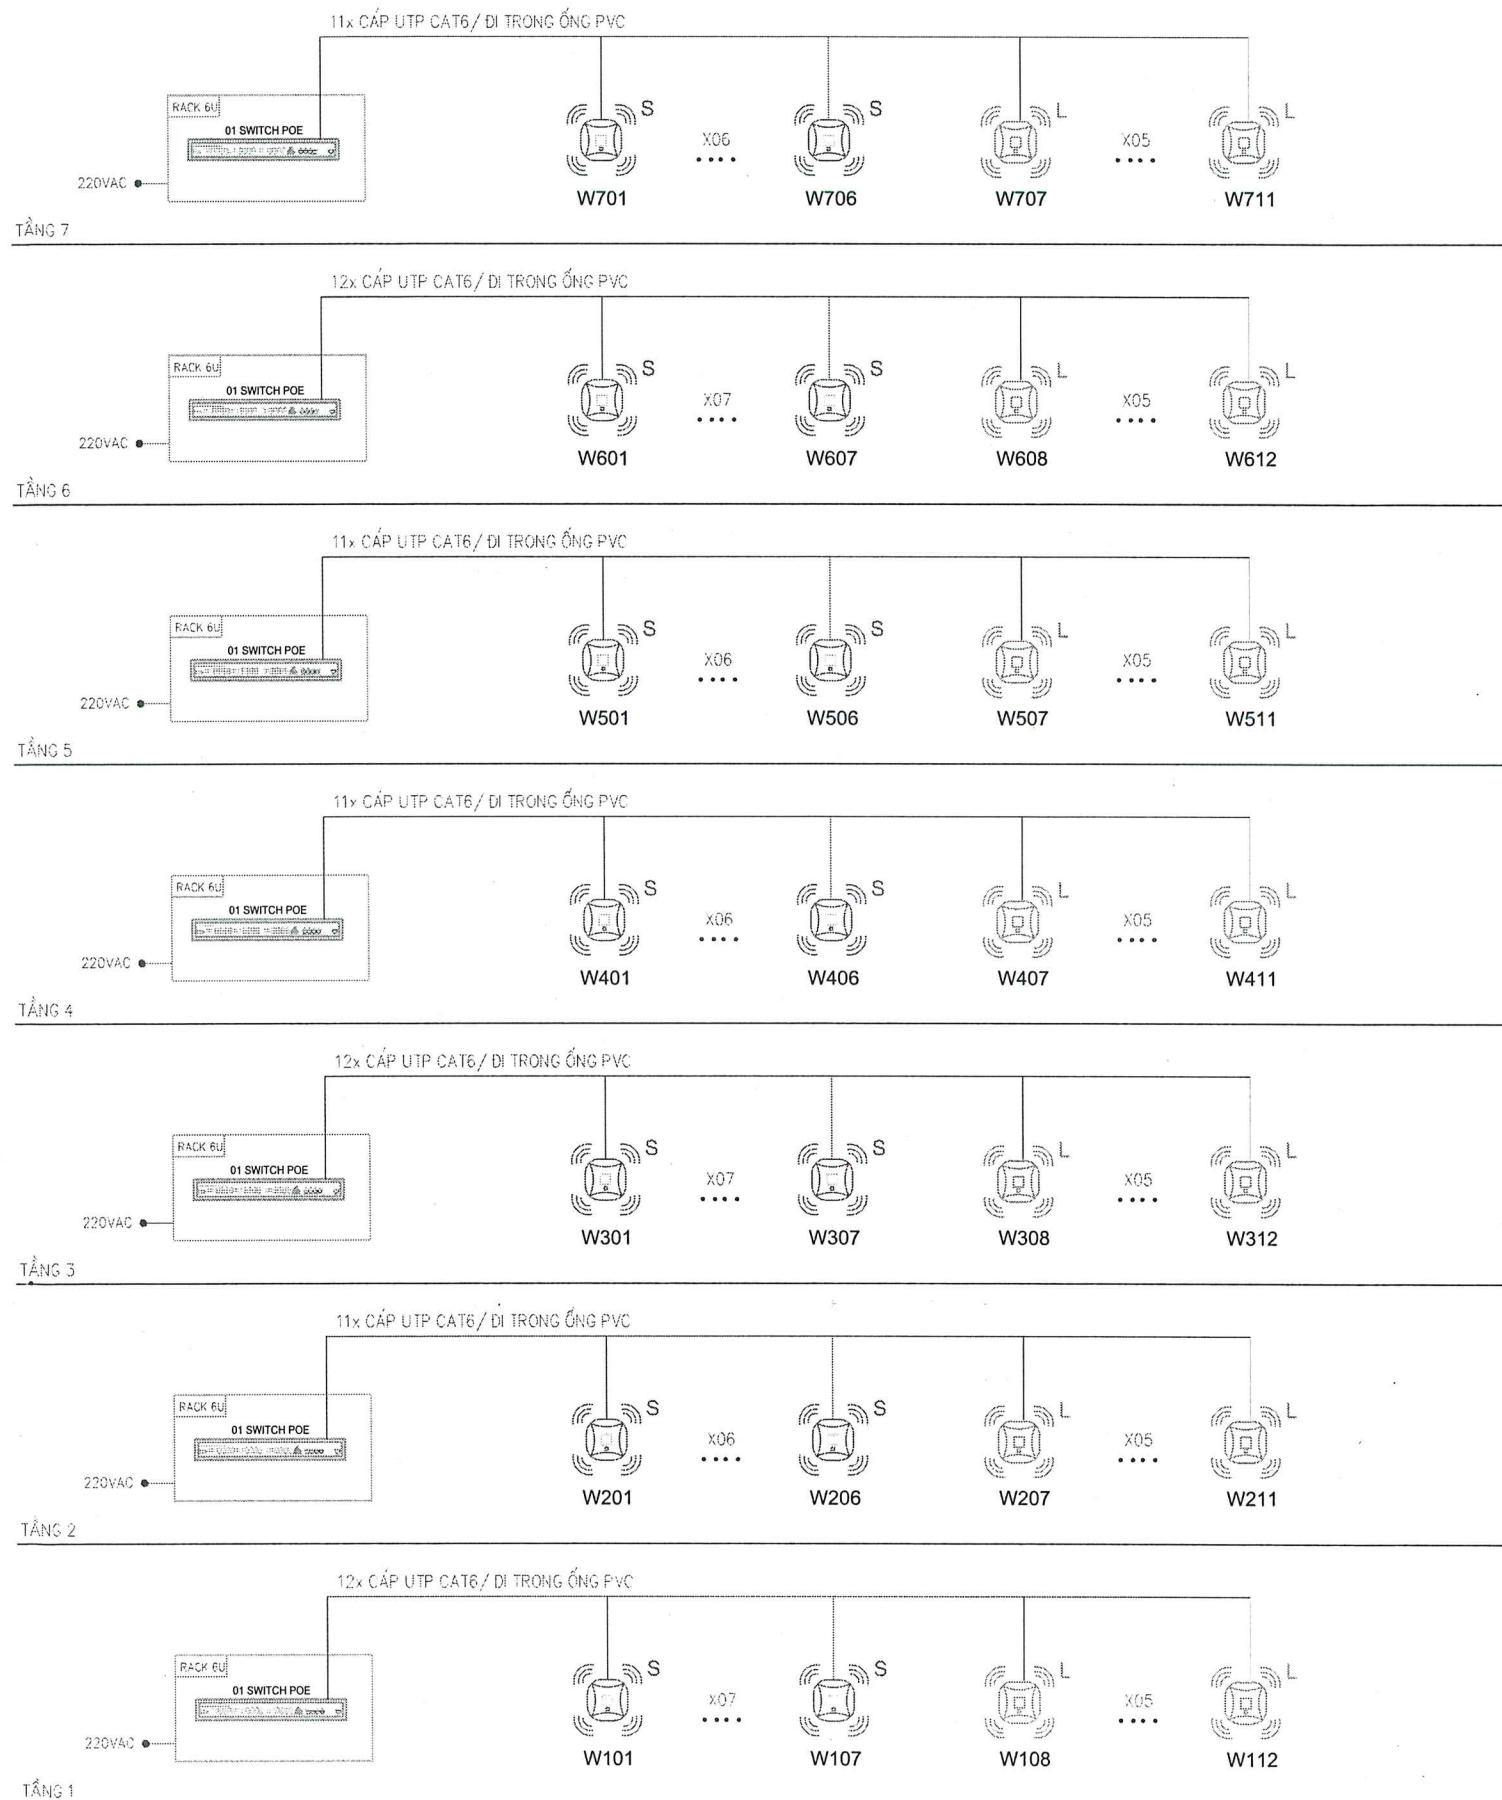 11x CÁP UTP CAT6/ ĐI TRONG ỐNG PVC
RACK 6U
01 SWITCH POE
220VAC
S
S
L
L
X06
X05
W701
W706
W707
W711
TẦNG 7
12x CÁP UTP CAT6/ ĐI TRONG ỐNG PVC
RACK 6U
01 SWITCH POE
220VAC
S
S
L
L
X07
X05
W601
W607
W608
W612
TẦNG 6
11x CÁP UTP CAT6/ ĐI TRONG ỐNG PVC
RACK 6U
01 SWITCH POE
220VAC
S
S
L
L
X06
X05
W501
W506
W507
W511
TẦNG 5
11x CÁP UTP CAT6/ ĐI TRONG ỐNG PVC
RACK 6U
01 SWITCH POE
220VAC
S
S
L
L
X06
X05
W401
W406
W407
W411
TẦNG 4
12x CÁP UTP CAT6/ ĐI TRONG ỐNG PVC
RACK 6U
01 SWITCH POE
220VAC
S
S
L
L
X07
X05
W301
W307
W308
W312
TẦNG 3
11x CÁP UTP CAT6/ ĐI TRONG ỐNG PVC
RACK 6U
01 SWITCH POE
220VAC
S
S
L
L
X06
X05
W201
W206
W207
W211
TẦNG 2
12x CÁP UTP CAT6/ ĐI TRONG ỐNG PVC
RACK 6U
01 SWITCH POE
220VAC
S
S
L
L
X07
X05
W101
W107
W108
W112
TẦNG 1